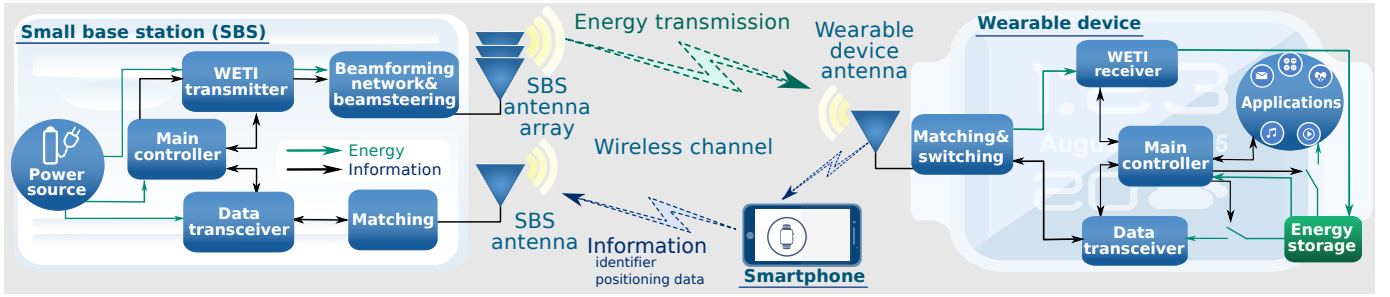 Small base station (SBS)
WETI
transmitter
Beamforming
network&
beamsteering
Main
controller
Power
source
Energy
Information
Data
transceiver
Matching
SBS
antenna
array
SBS
antenna
Energy transmission
Wireless channel
Information
identifier
positioning data
Smartphone
Wearable
device
antenna
Wearable device
WETI
receiver
Applications
Matching&
switching
Main
controller
Data
transceiver
Energy
storage